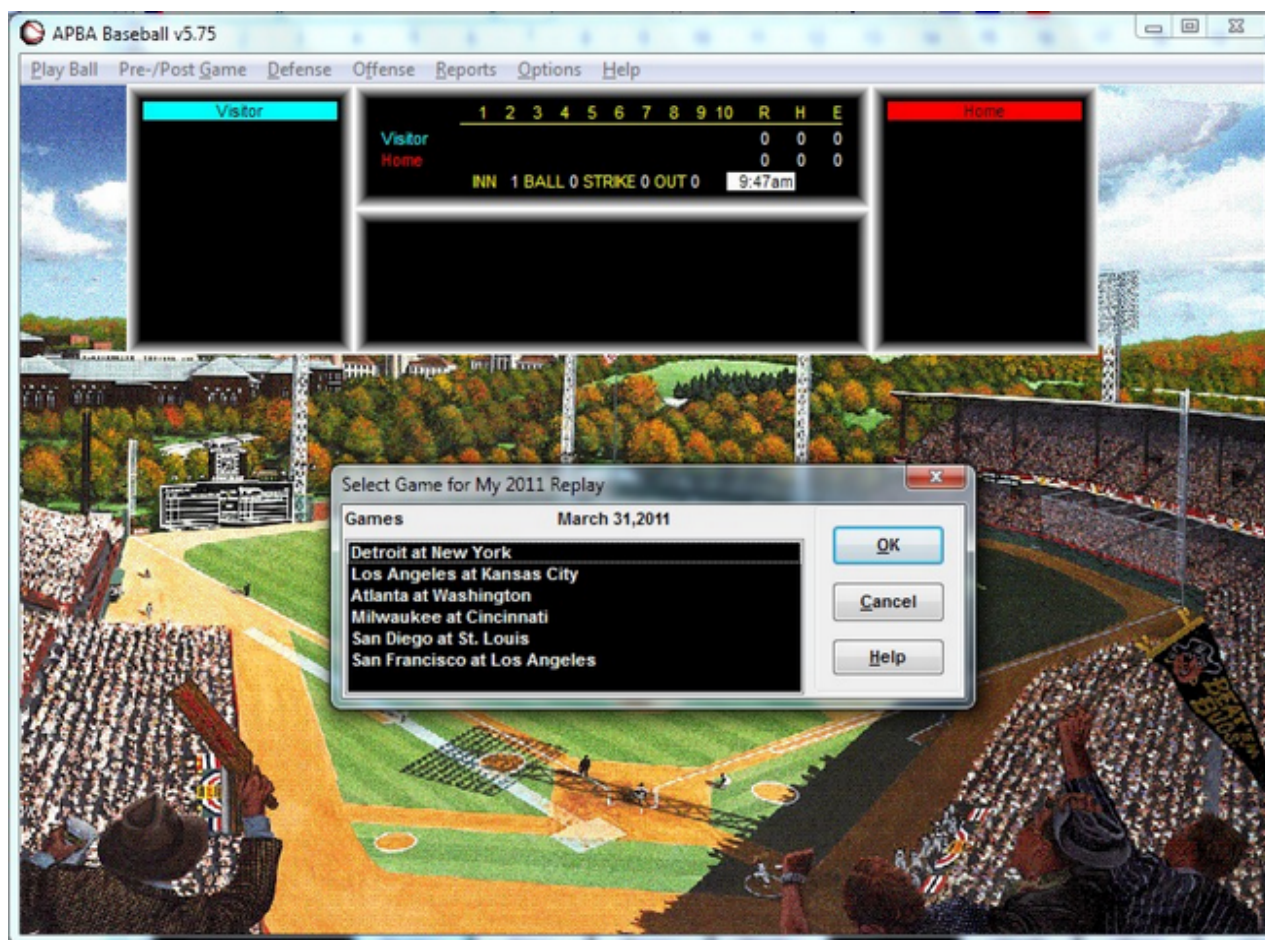 APBA Baseball v5.75
Play Ball Pre-/Post Game Defense Offense Reports Options Help
Visitor
1 2 3 4 5 6 7 8 9 10 R H E
Visitor 0 0 0
Home 0 0 0
INN 1 BALL 0 STRIKE 0 OUT 0 9:47am
Home
Select Game for My 2011 Replay
Games March 31,2011
Detroit at New York
Los Angeles at Kansas City
Atlanta at Washington
Milwaukee at Cincinnati
San Diego at St. Louis
San Francisco at Los Angeles
OK
Cancel
Help
BEAT 'EM
BUCS